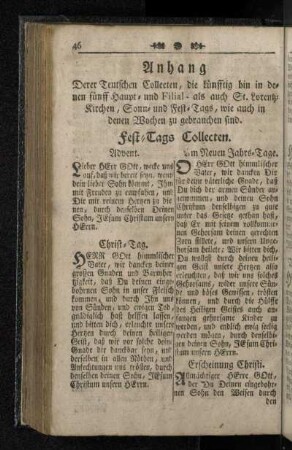 46
Anhang
Derer Teutschen Collecten, die künfftig hin in de-
nen fünff Haupt- und Filial- als auch St. Lorentz-
Kirchen, Sonn- und Fest-Tags, wie auch in
denen Wochen zu gebrauchen sind.
Fest-Tags Collecten.
Advent.
Lieber HErr GOtt, wecke uns
auf, daß wir bereit seyn, wenn
dein lieber Sohn kömmt, Ihn
mit Freuden zu empfahen, und
Dir mit reinem Hertzen zu die-
nen, durch denselben Deinen
Sohn, JEsum Christum unsern
HErrn.
Christ-Tag.
HERR GOtt himmlischer
Vater, wir dancken deiner
grossen Gnaden und Barmher-
tzigkeit, daß Du deinen einge-
bohrnen Sohn in unser Fleisch
kommen, und durch Ihn uns
von Sünden, und ewigen Tod
gnädiglich hast helffen lassen,
und bitten dich, erleuchte unsere
Hertzen durch deinen heiligen
Geist, daß wir vor solche deine
Gnade dir danckbar seyn, uns
derselben in allen Nöthen, und
Anfechtungen uns trösten, durch
denselben deinen Sohn, JEsum
Christum unsern HErrn.
Am Neuen Jahrs-Tage.
O HErr GOtt himmlischer
Vater, wir dancken Dir
für deine väterliche Gnade, daß
Du dich der armen Sünder an-
genommen, und deinen Sohn
Christum denselbigen zu gute
unter das Gesetze gethan hast,
daß Er mit seinem vollkomme-
nen Gehorsam deinen gerechten
Zorn stillete, und unsern Unge-
horsam heilete: Wir bitten dich,
Du wollest durch deinen heili-
gen Geist unsere Hertzen also
erleuchten, daß wir uns solches
Gehorsams, wider unsere Sün-
den und böses Gewissen, trösten
können, und durch die Hülffe
des Heiligen Geistes auch an-
fangen gehorsame Kinder zu
werden, und endlich ewig selig
werden mögen, durch denselbi-
gen deinen Sohn, JEsum Chri-
stum unsern HErrn.
Erscheinung Christi.
Allmächtiger HErre GOtt,
der Du Deinen eingebohr-
nen Sohn den Weisen durch
den